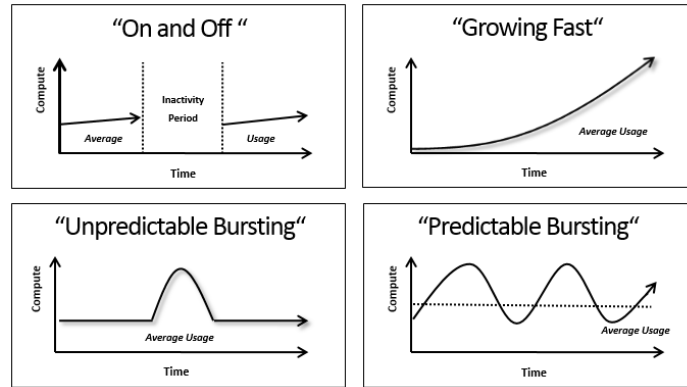 “On and Off “
Compute
Inactivity
Period
Average
Usage
Time
“Growing Fast“
Compute
Average Usage
Time
“Unpredictable Bursting“
Compute
Average Usage
Time
“Predictable Bursting“
Compute
Average Usage
Time